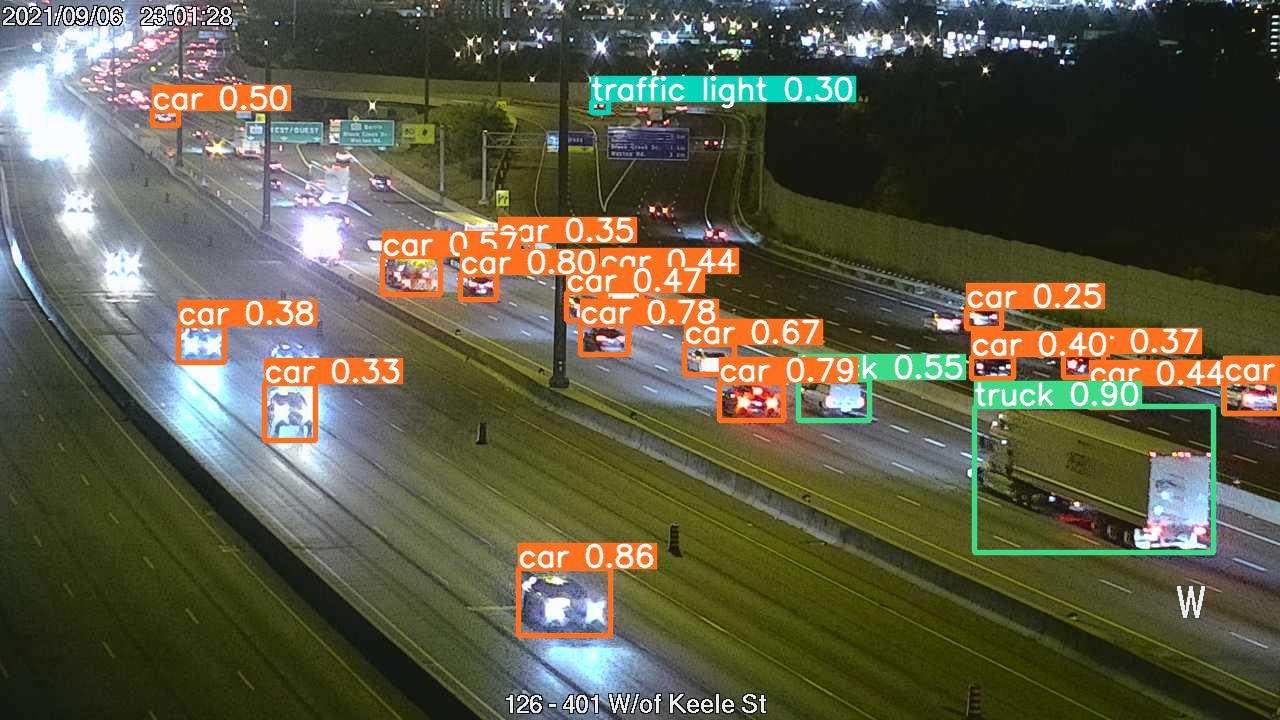 2021/09/06 23:01:28
traffic light 0.30
car 0.50
EST/OUEST
car 0.35
car 0.57
car 0.80
car 0.44
car 0.47
car 0.25
car 0.38
car 0.78
car 0.67
car 0.40
0.37
car 0.33
car 0.79
k 0.55
car 0.44
car
truck 0.90
car 0.86
W
126 - 401 W/of Keele St